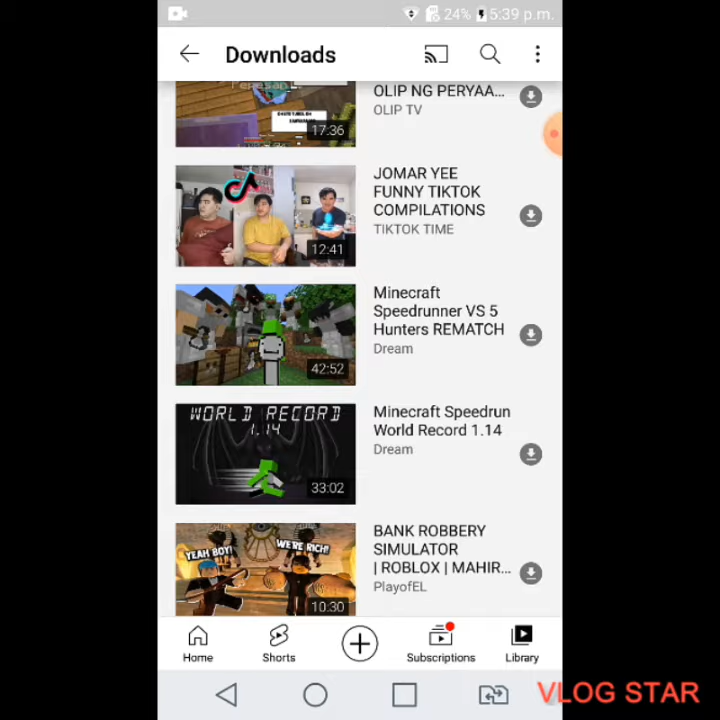 24% 5:39 p.m.
Downloads
OLIP NG PERYAA...
OLIP TV
17:36
JOMAR YEE
FUNNY TIKTOK
COMPILATIONS
TIKTOK TIME
12:41
Minecraft
Speedrunner VS 5
Hunters REMATCH
Dream
42:52
WORLD RECORD
1.14
33:02
Minecraft Speedrun
World Record 1.14
Dream
YEAH BOY!
WE'RE RICH!
10:30
BANK ROBBERY
SIMULATOR
| ROBLOX | MAHIR...
PlayofEL
Home
Shorts
Subscriptions
Library
VLOG STAR